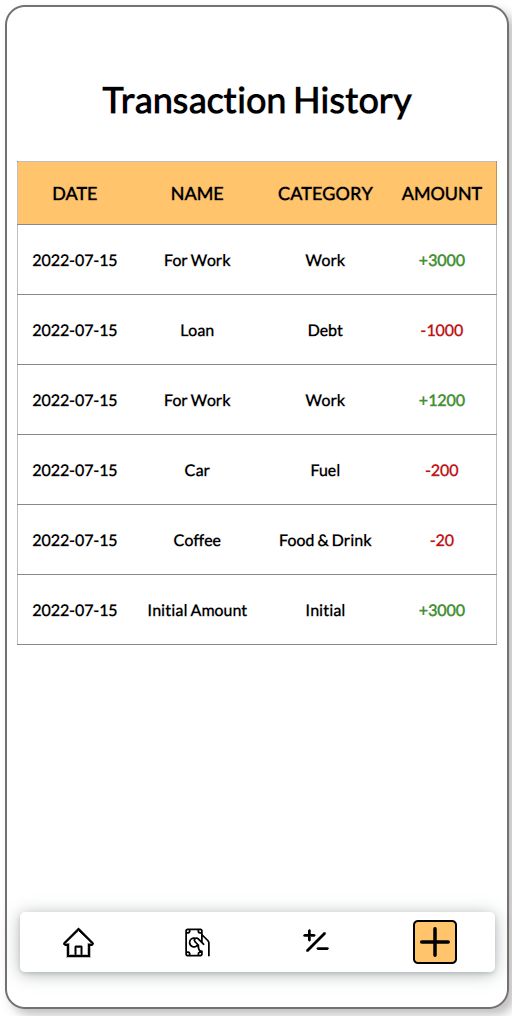 Transaction History
DATE NAME CATEGORY AMOUNT
2022-07-15 For Work Work +3000
2022-07-15 Loan Debt -1000
2022-07-15 For Work Work +1200
2022-07-15 Car Fuel -200
2022-07-15 Coffee Food & Drink -20
2022-07-15 Initial Amount Initial +3000